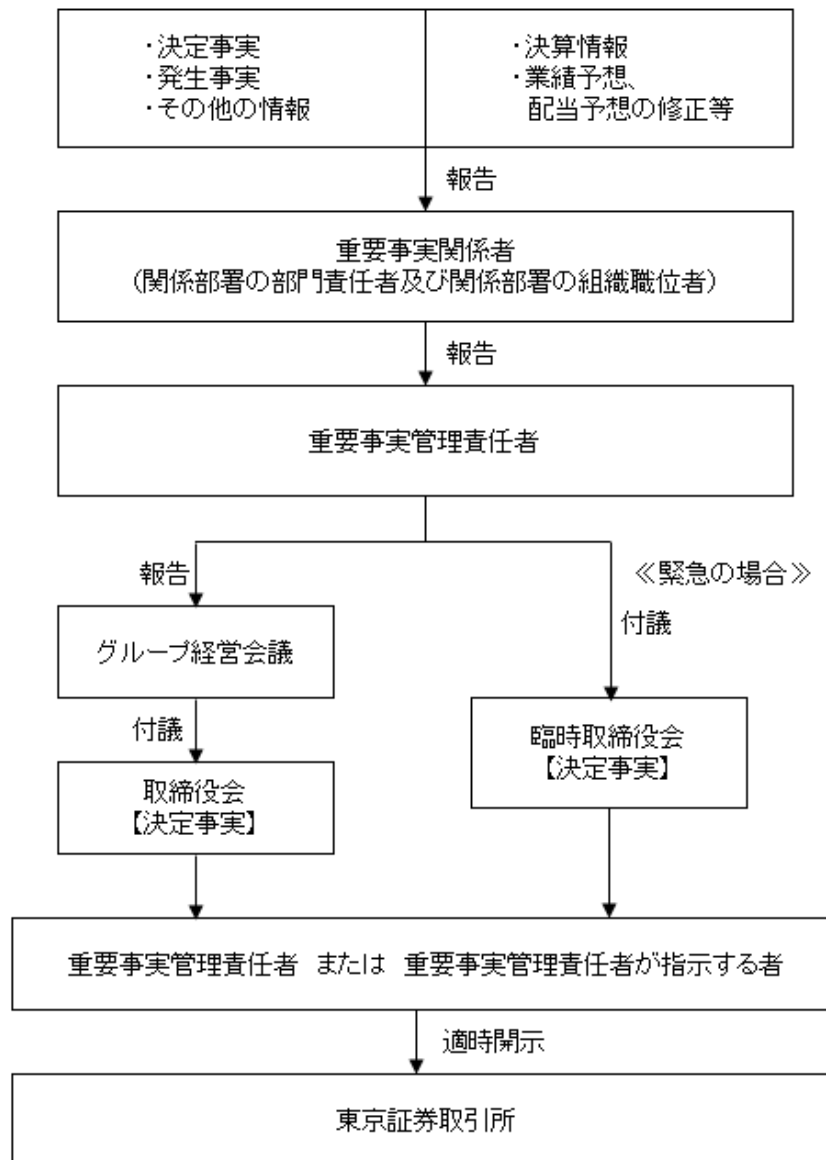 ・決定事実
・発生事実
・その他の情報
・決算情報
・業績予想、
配当予想の修正等
報告
重要事実関係者
（関係部署の部門責任者及び関係部署の組織職位者）
報告
重要事実管理責任者
報告
≪緊急の場合≫
付議
グループ経営会議
付議
臨時取締役会
【決定事実】
取締役会
【決定事実】
重要事実管理責任者 または 重要事実管理責任者が指示する者
適時開示
東京証券取引所